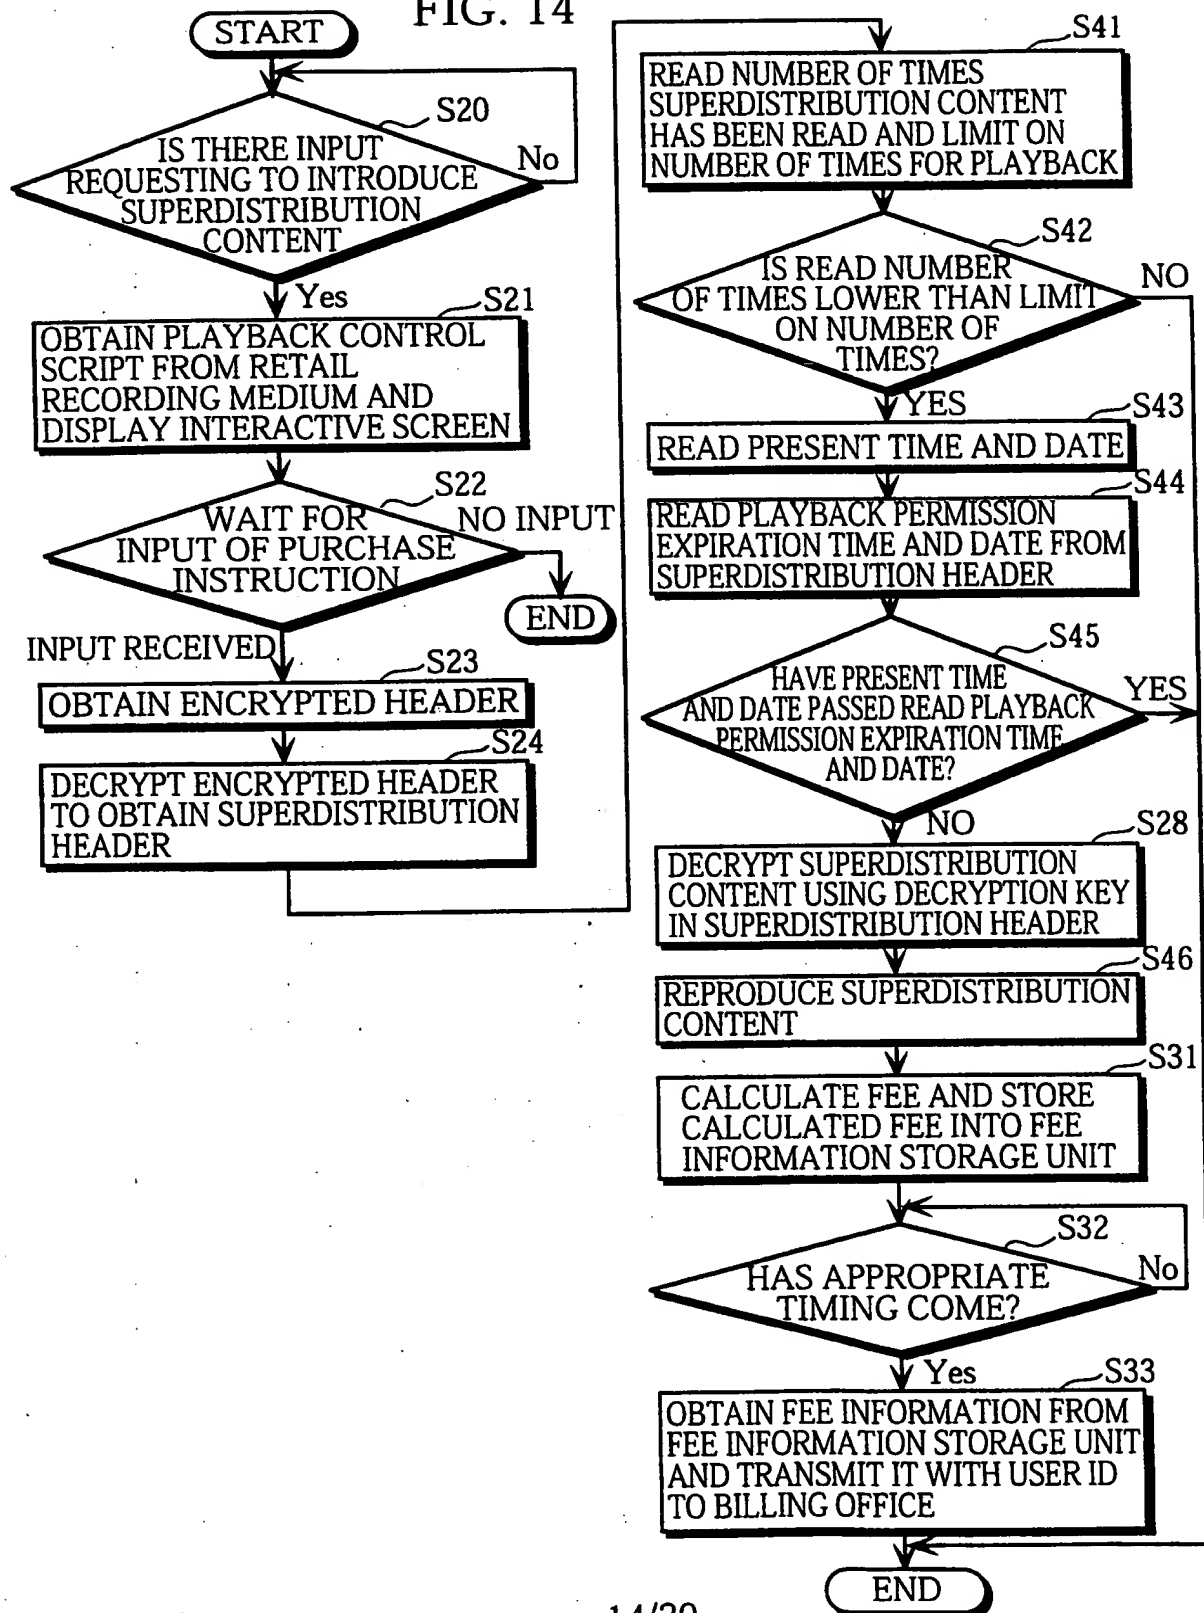 FIG. 14
START
S20
IS THERE INPUT
REQUESTING TO INTRODUCE
SUPERDISTRIBUTION
CONTENT
No
Yes
S21
OBTAIN PLAYBACK CONTROL
SCRIPT FROM RETAIL
RECORDING MEDIUM AND
DISPLAY INTERACTIVE SCREEN
S22
WAIT FOR
INPUT OF PURCHASE
INSTRUCTION
NO INPUT
END
INPUT RECEIVED
S23
OBTAIN ENCRYPTED HEADER
S24
DECRYPT ENCRYPTED HEADER
TO OBTAIN SUPERDISTRIBUTION
HEADER
S41
READ NUMBER OF TIMES
SUPERDISTRIBUTION CONTENT
HAS BEEN READ AND LIMIT ON
NUMBER OF TIMES FOR PLAYBACK
S42
IS READ NUMBER
OF TIMES LOWER THAN LIMIT
ON NUMBER OF
TIMES?
NO
YES
S43
READ PRESENT TIME AND DATE
S44
READ PLAYBACK PERMISSION
EXPIRATION TIME AND DATE FROM
SUPERDISTRIBUTION HEADER
S45
HAVE PRESENT TIME
AND DATE PASSED READ PLAYBACK
PERMISSION EXPIRATION TIME
AND DATE?
YES
NO
S28
DECRYPT SUPERDISTRIBUTION
CONTENT USING DECRYPTION KEY
IN SUPERDISTRIBUTION HEADER
S46
REPRODUCE SUPERDISTRIBUTION
CONTENT
S31
CALCULATE FEE AND STORE
CALCULATED FEE INTO FEE
INFORMATION STORAGE UNIT
S32
HAS APPROPRIATE
TIMING COME?
No
Yes
S33
OBTAIN FEE INFORMATION FROM
FEE INFORMATION STORAGE UNIT
AND TRANSMIT IT WITH USER ID
TO BILLING OFFICE
END